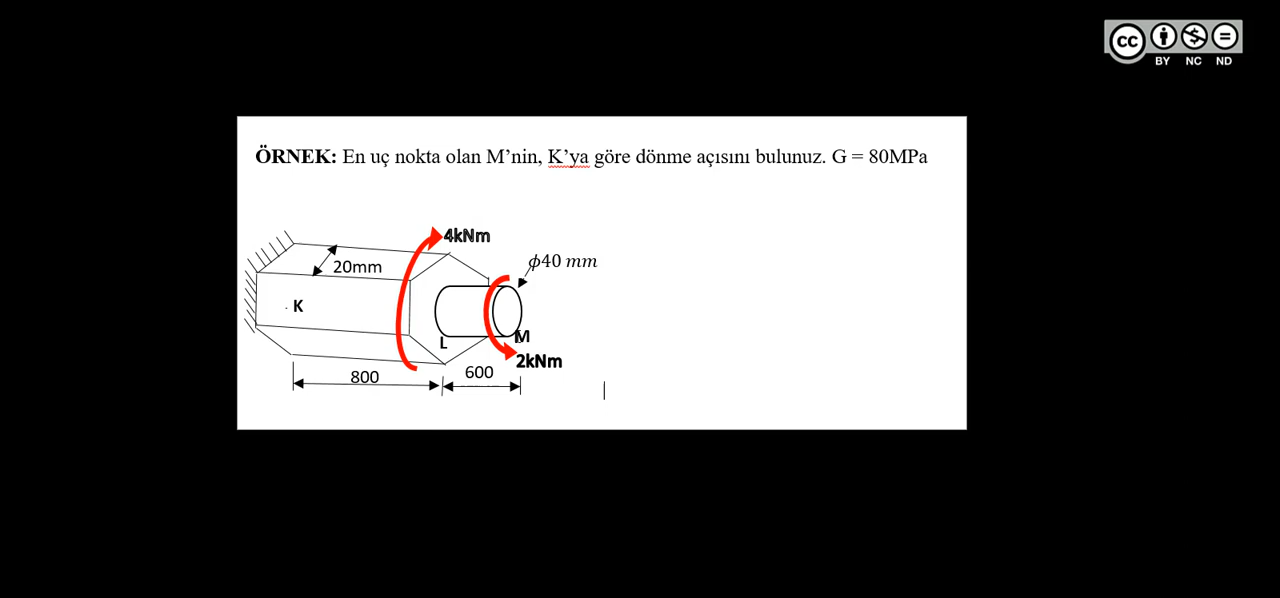 cc
BY NC ND
ÖRNEK: En uç nokta olan M’nin, K’ya göre dönme açısını bulunuz. G = 80MPa
4kNm
ϕ40 mm
20mm
K
L
M
2kNm
800
600